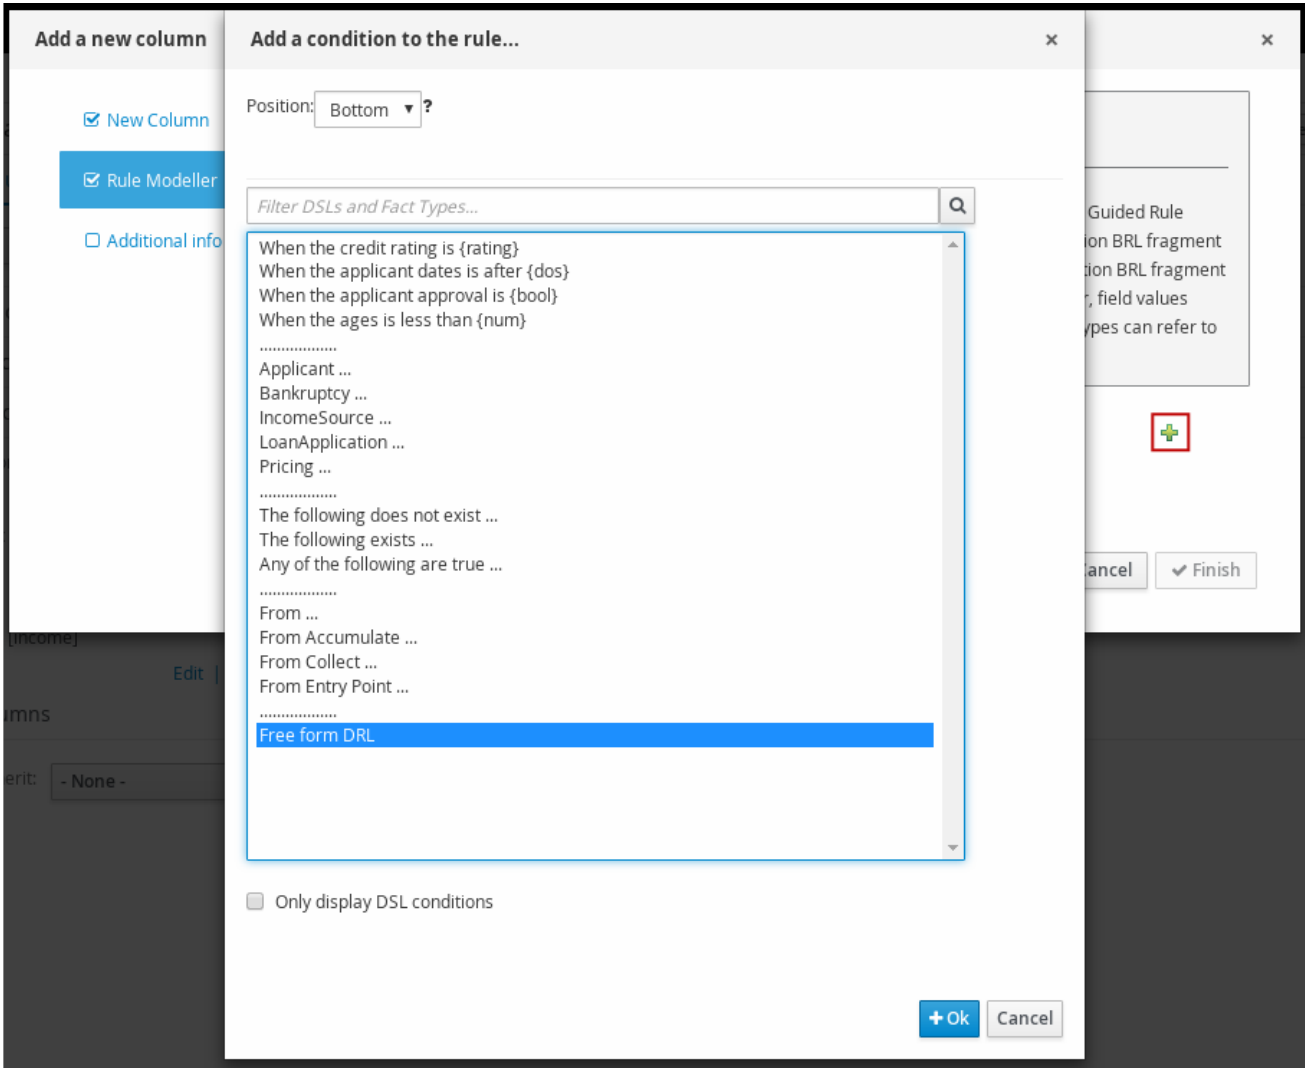 Add a new column
Add a condition to the rule...
×
×
New Column
Position:
Bottom ▼
?
Rule Modeller
Filter DSLs and Fact Types...
Guided Rule
Additional info
ion BRL fragment
When the credit rating is {rating}
When the applicant dates is after {dos}
tion BRL fragment
When the applicant approval is {bool}
, field values
When the ages is less than {num}
ypes can refer to
..................
Applicant ...
Bankruptcy ...
IncomeSource ...
LoanApplication ...
Pricing ...
..................
The following does not exist ...
The following exists ...
Any of the following are true ...
..................
From ...
From Accumulate ...
From Collect ...
From Entry Point ...
..................
Free form DRL
Cancel
Finish
[income]
Edit |
umns
erit:
- None -
Only display DSL conditions
+ Ok
Cancel